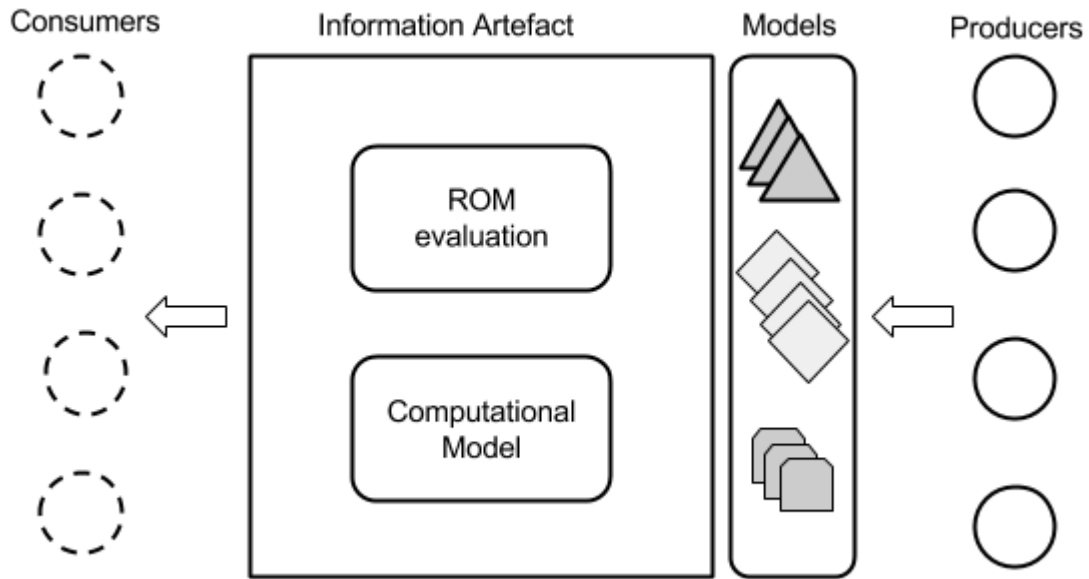 Consumers
Information Artefact
Models
Producers
ROM
evaluation
Computational
Model